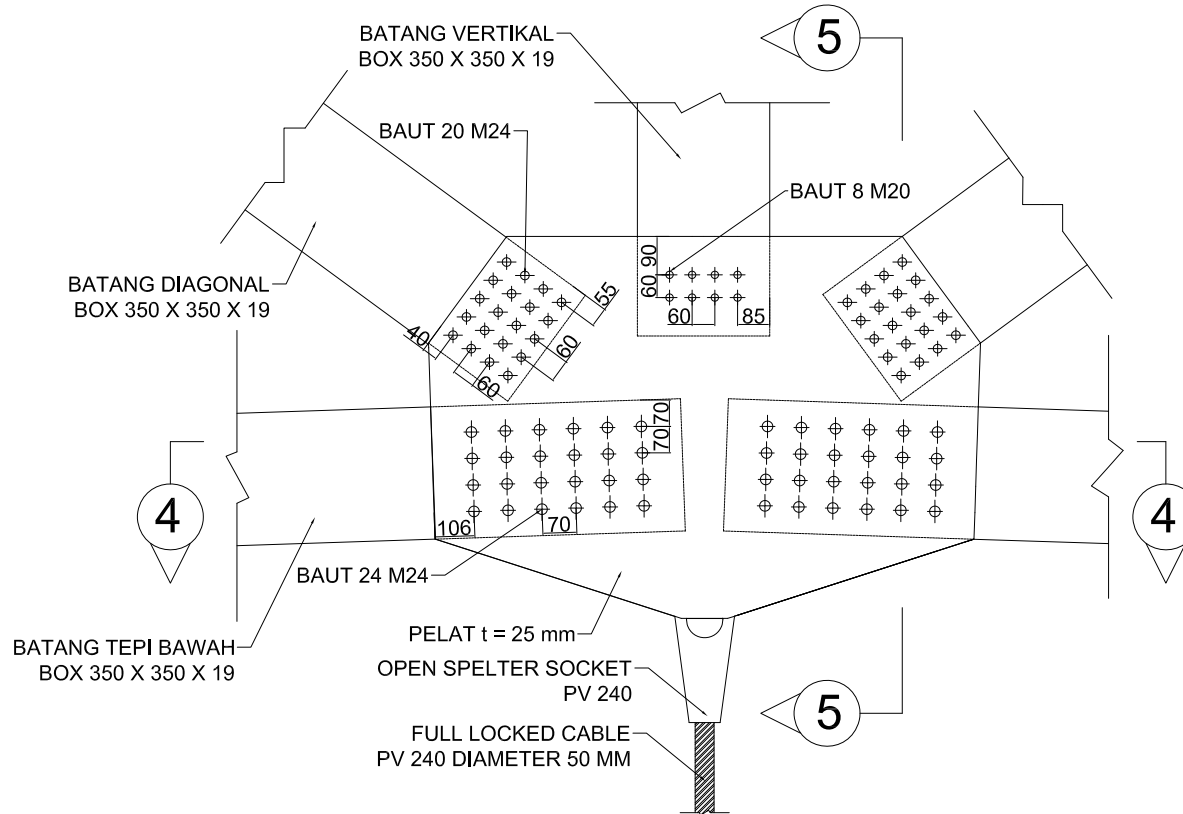 BATANG VERTIKAL
BOX 350 X 350 X 19
5
BAUT 20 M24
BAUT 8 M20
90
60
60
85
BATANG DIAGONAL
BOX 350 X 350 X 19
55
40
60
60
70
70
4
4
106
70
BAUT 24 M24
BATANG TEPI BAWAH
BOX 350 X 350 X 19
PELAT t = 25 mm
OPEN SPELTER SOCKET
PV 240
5
FULL LOCKED CABLE
PV 240 DIAMETER 50 MM